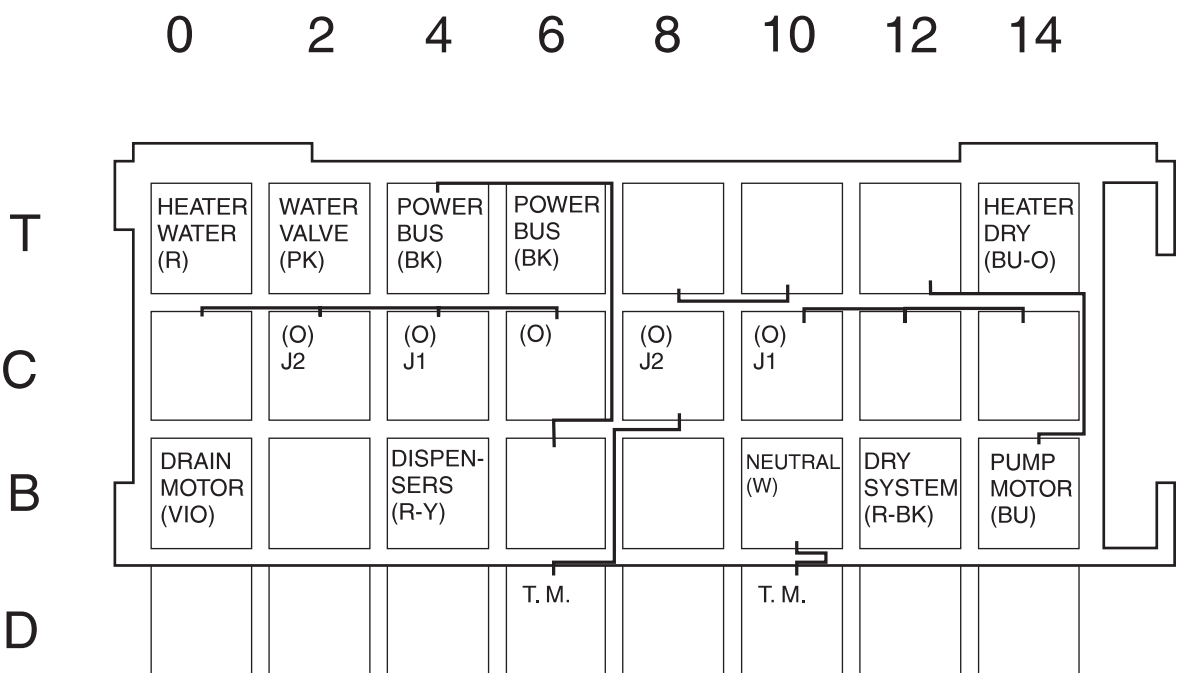 0 2 4 6 8 10 12 14
T
HEATER
WATER
(R)
WATER
VALVE
(PK)
POWER
BUS
(BK)
POWER
BUS
(BK)
HEATER
DRY
(BU-O)
C
(O)
J2
(O)
J1
(O)
(O)
J2
(O)
J1
B
DRAIN
MOTOR
(VIO)
DISPEN-
SERS
(R-Y)
NEUTRAL
(W)
DRY
SYSTEM
(R-BK)
PUMP
MOTOR
(BU)
D
T. M.
T. M.